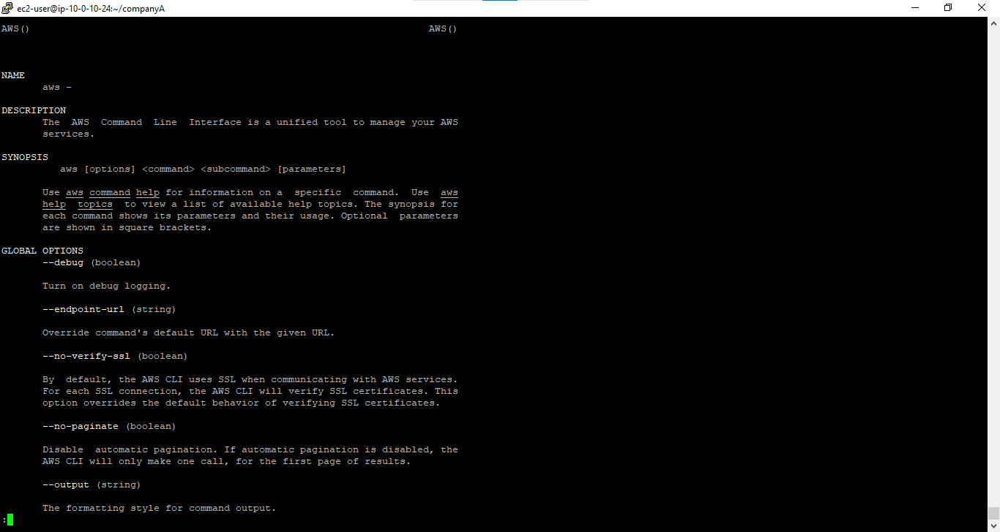 ec2-user@ip-10-0-10-24:~/companyA
AWS() AWS()
NAME
aws -
DESCRIPTION
The AWS Command Line Interface is a unified tool to manage your AWS
services.
SYNOPSIS
aws [options] <command> <subcommand> [parameters]
Use aws command help for information on a specific command. Use aws
help topics to view a list of available help topics. The synopsis for
each command shows its parameters and their usage. Optional parameters
are shown in square brackets.
GLOBAL OPTIONS
--debug (boolean)
Turn on debug logging.
--endpoint-url (string)
Override command's default URL with the given URL.
--no-verify-ssl (boolean)
By default, the AWS CLI uses SSL when communicating with AWS services.
For each SSL connection, the AWS CLI will verify SSL certificates. This
option overrides the default behavior of verifying SSL certificates.
--no-paginate (boolean)
Disable automatic pagination. If automatic pagination is disabled, the
AWS CLI will only make one call, for the first page of results.
--output (string)
The formatting style for command output.
: